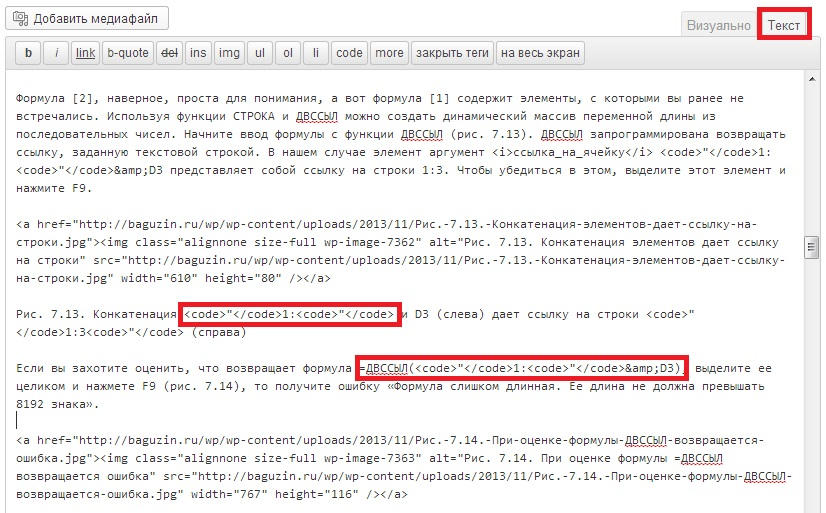 Добавить медиафайл
Визуально Текст
b i link b-quote del ins img ul ol li code more закрыть теги на весь экран
Формула [2], наверное, проста для понимания, а вот формула [1] содержит элементы, с которыми вы ранее не
встречались. Используя функции СТРОКА и ДВССЫЛ можно создать динамический массив переменной длины из
последовательных чисел. Начните ввод формулы с функции ДВССЫЛ (рис. 7.13). ДВССЫЛ запрограммирована возвращать
ссылку, заданную текстовой строкой. В нашем случае элемент аргумент <i>ссылка_на_ячейку</i> <code>"</code>1:
<code>"</code>&amp;D3 представляет собой ссылку на строки 1:3. Чтобы убедиться в этом, выделите этот элемент и
нажмите F9.
<a href="http://baguzin.ru/wp/wp-content/uploads/2013/11/Рис.-7.13.-Конкатенация-элементов-дает-ссылку-на-
строки.jpg"><img class="alignnone size-full wp-image-7362" alt="Рис. 7.13. Конкатенация элементов дает ссылку
на строки" src="http://baguzin.ru/wp/wp-content/uploads/2013/11/Рис.-7.13.-Конкатенация-элементов-дает-ссылку-
на-строки.jpg" width="610" height="80" /></a>
Рис. 7.13. Конкатенация <code>"</code>1:<code>"</code> и D3 (слева) дает ссылку на строки <code>"
</code>1:3<code>"</code> (справа)
Если вы захотите оценить, что возвращает формула =ДВССЫЛ(<code>"</code>1:<code>"</code>&amp;D3), выделите ее
целиком и нажмете F9 (рис. 7.14), то получите ошибку «Формула слишком длинная. Ее длина не должна превышать
8192 знака».
<a href="http://baguzin.ru/wp/wp-content/uploads/2013/11/Рис.-7.14.-При-оценке-формулы-ДВССЫЛ-возвращается-
ошибка.jpg"><img class="alignnone size-full wp-image-7363" alt="Рис. 7.14. При оценке формулы =ДВССЫЛ
возвращается ошибка" src="http://baguzin.ru/wp/wp-content/uploads/2013/11/Рис.-7.14.-При-оценке-формулы-ДВССЫЛ-
возвращается-ошибка.jpg" width="767" height="116" /></a>